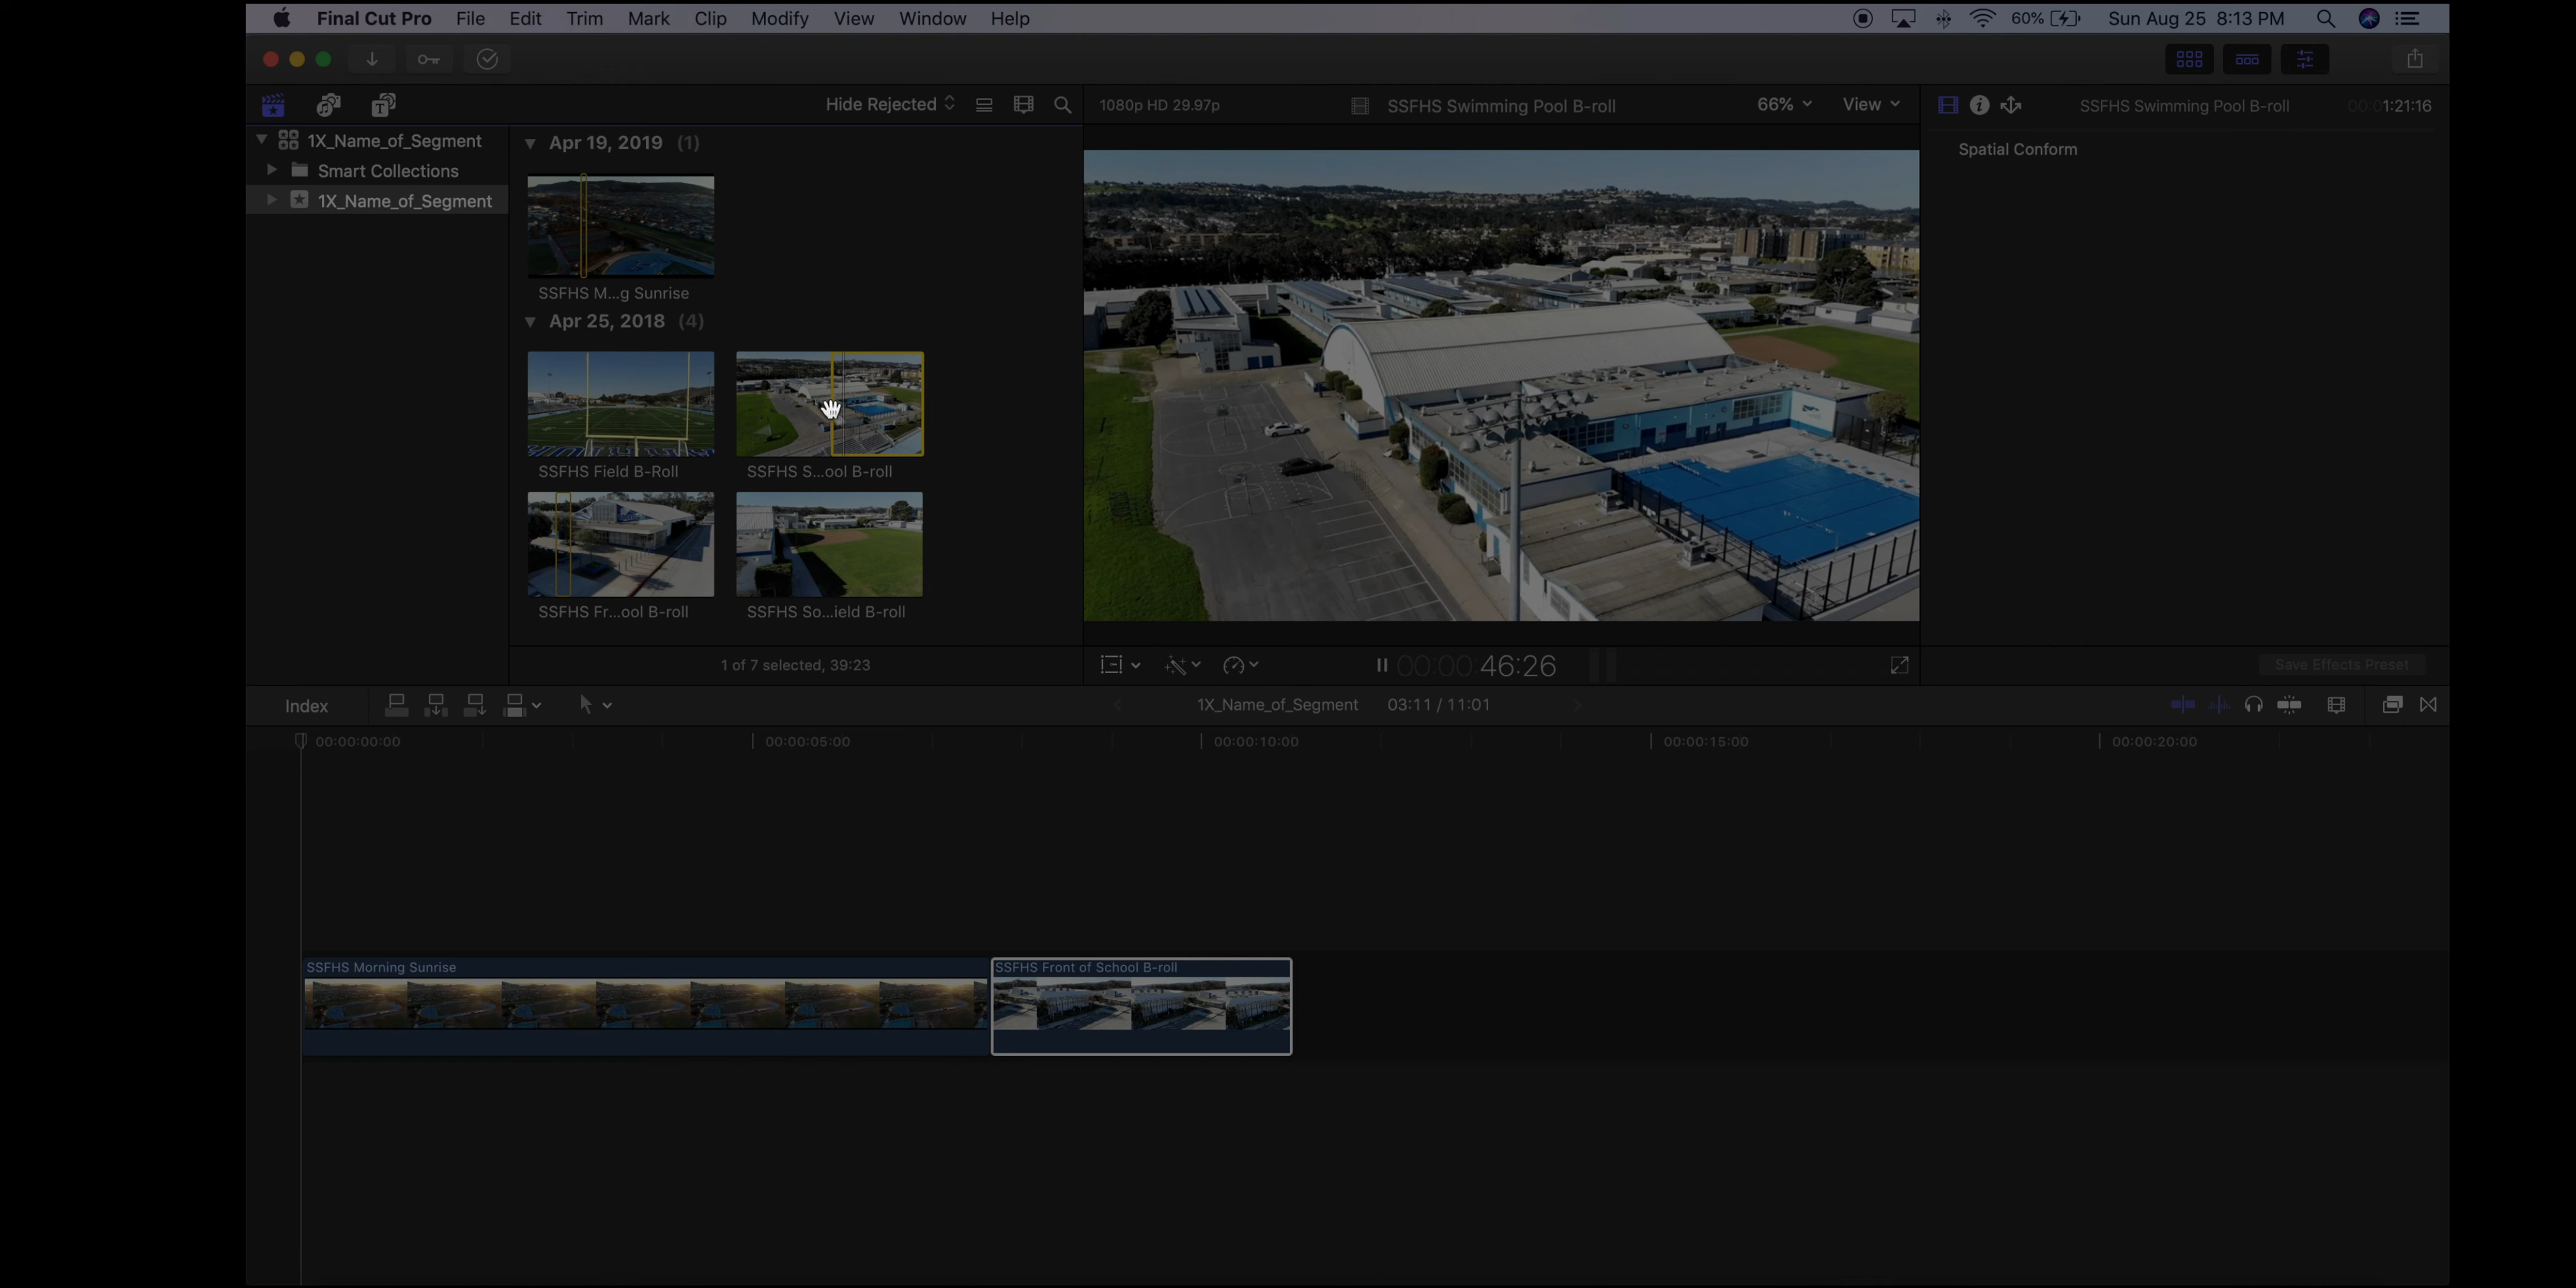 Final Cut Pro File Edit Trim Mark Clip Modify View Window Help 60% Sun Aug 25 8:13 PM
Hide Rejected 1080p HD 29.97p SSFHS Swimming Pool B-roll 66% View SSFHS Swimming Pool B-roll 00:01:21:16
1X_Name_of_Segment
Smart Collections
1X_Name_of_Segment
Apr 19, 2019 (1)
SSFHS M...g Sunrise
Apr 25, 2018 (4)
SSFHS Field B-Roll SSFHS S...ool B-roll
SSFHS Fr...ool B-roll SSFHS So...ield B-roll
1 of 7 selected, 39:23
Spatial Conform
00:00:46:26
Save Effects Preset
Index 1X_Name_of_Segment 03:11 / 11:01
00:00:00:00 00:00:05:00 00:00:10:00 00:00:15:00 00:00:20:00
SSFHS Morning Sunrise SSFHS Front of School B-roll